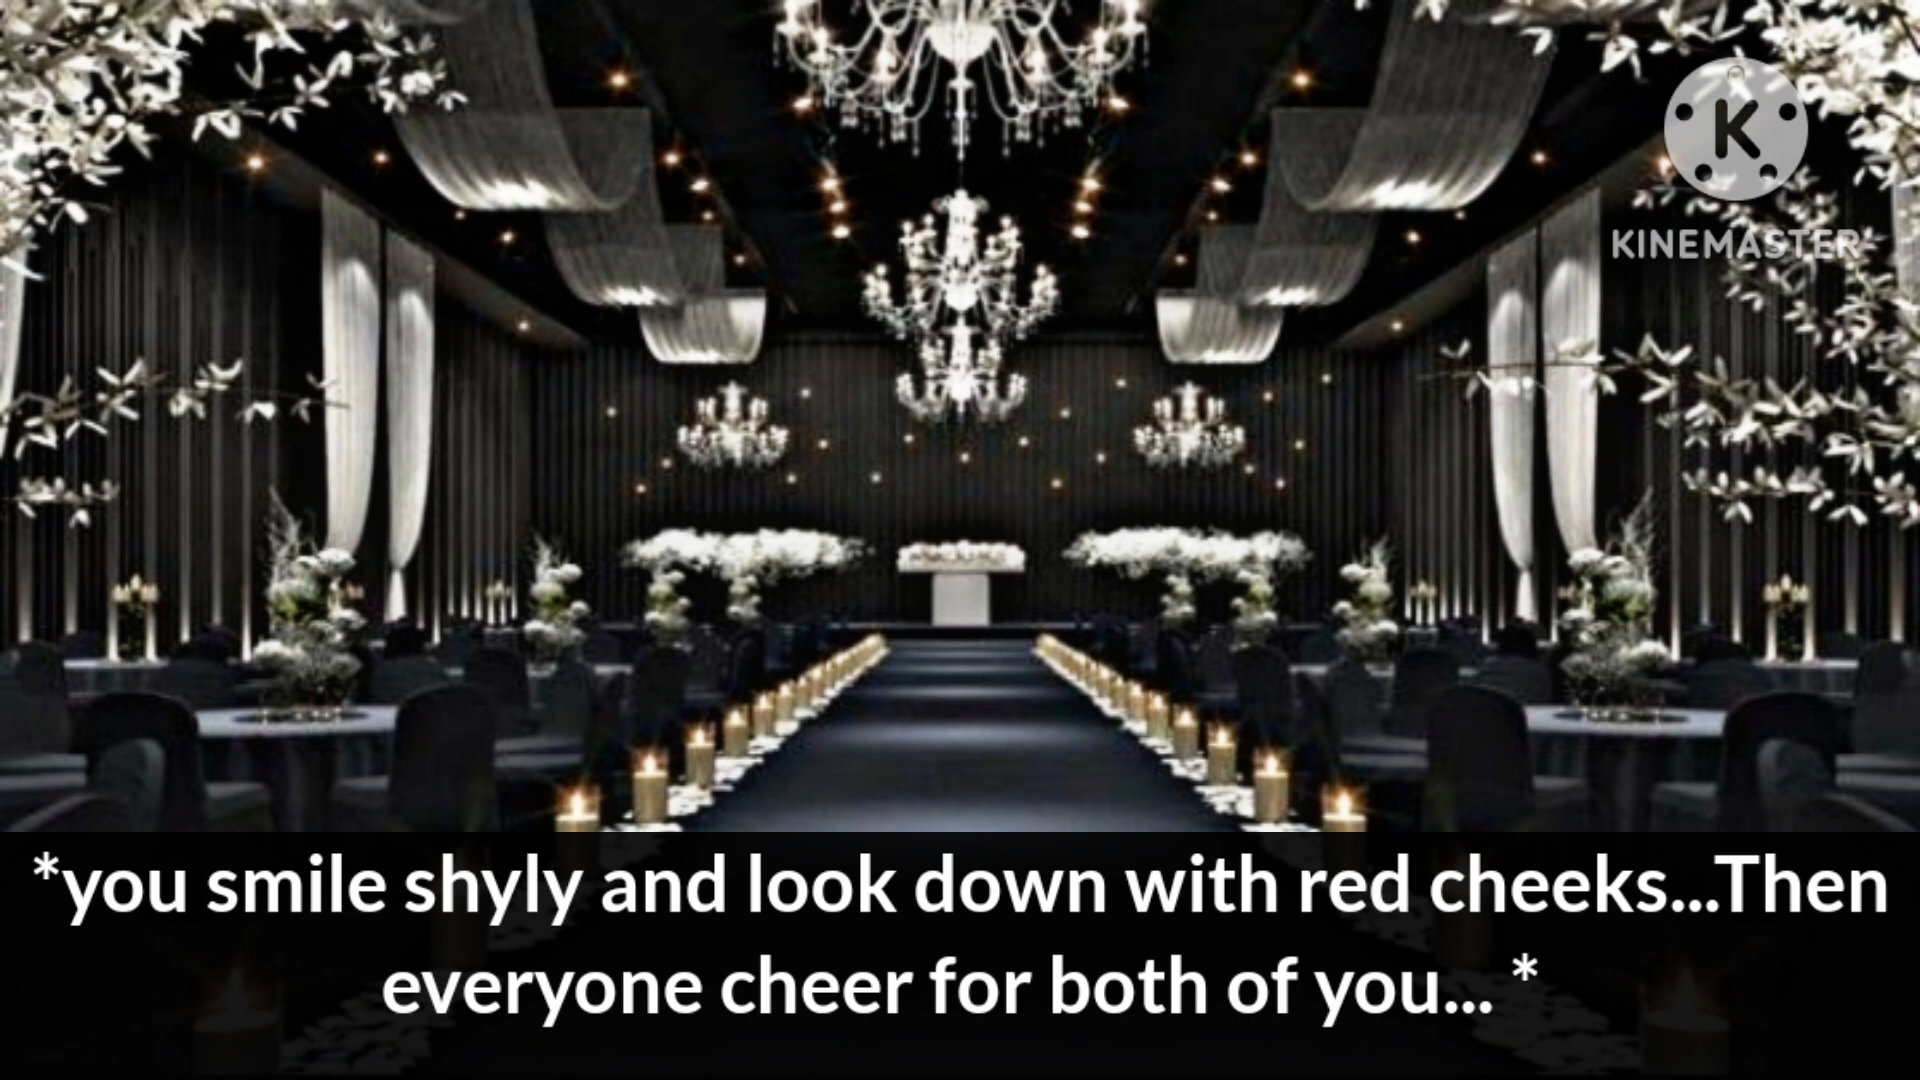 K
KINEMASTER
*you smile shyly and look down with red cheeks...Then
everyone cheer for both of you... *